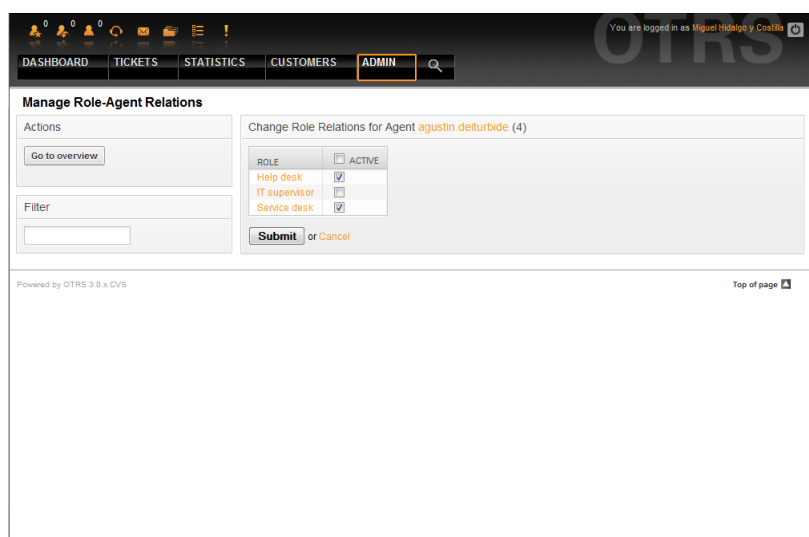 0 0 0
OTRS
You are logged in as Miguel Hidalgo y Costilla
DASHBOARD TICKETS STATISTICS CUSTOMERS ADMIN
Manage Role-Agent Relations
Actions
Go to overview
Filter
Change Role Relations for Agent agustin.deiturbide (4)
ROLE ACTIVE
Help desk
IT supervisor
Service desk
Submit or Cancel
Powered by OTRS 3.0.x CVS
Top of page